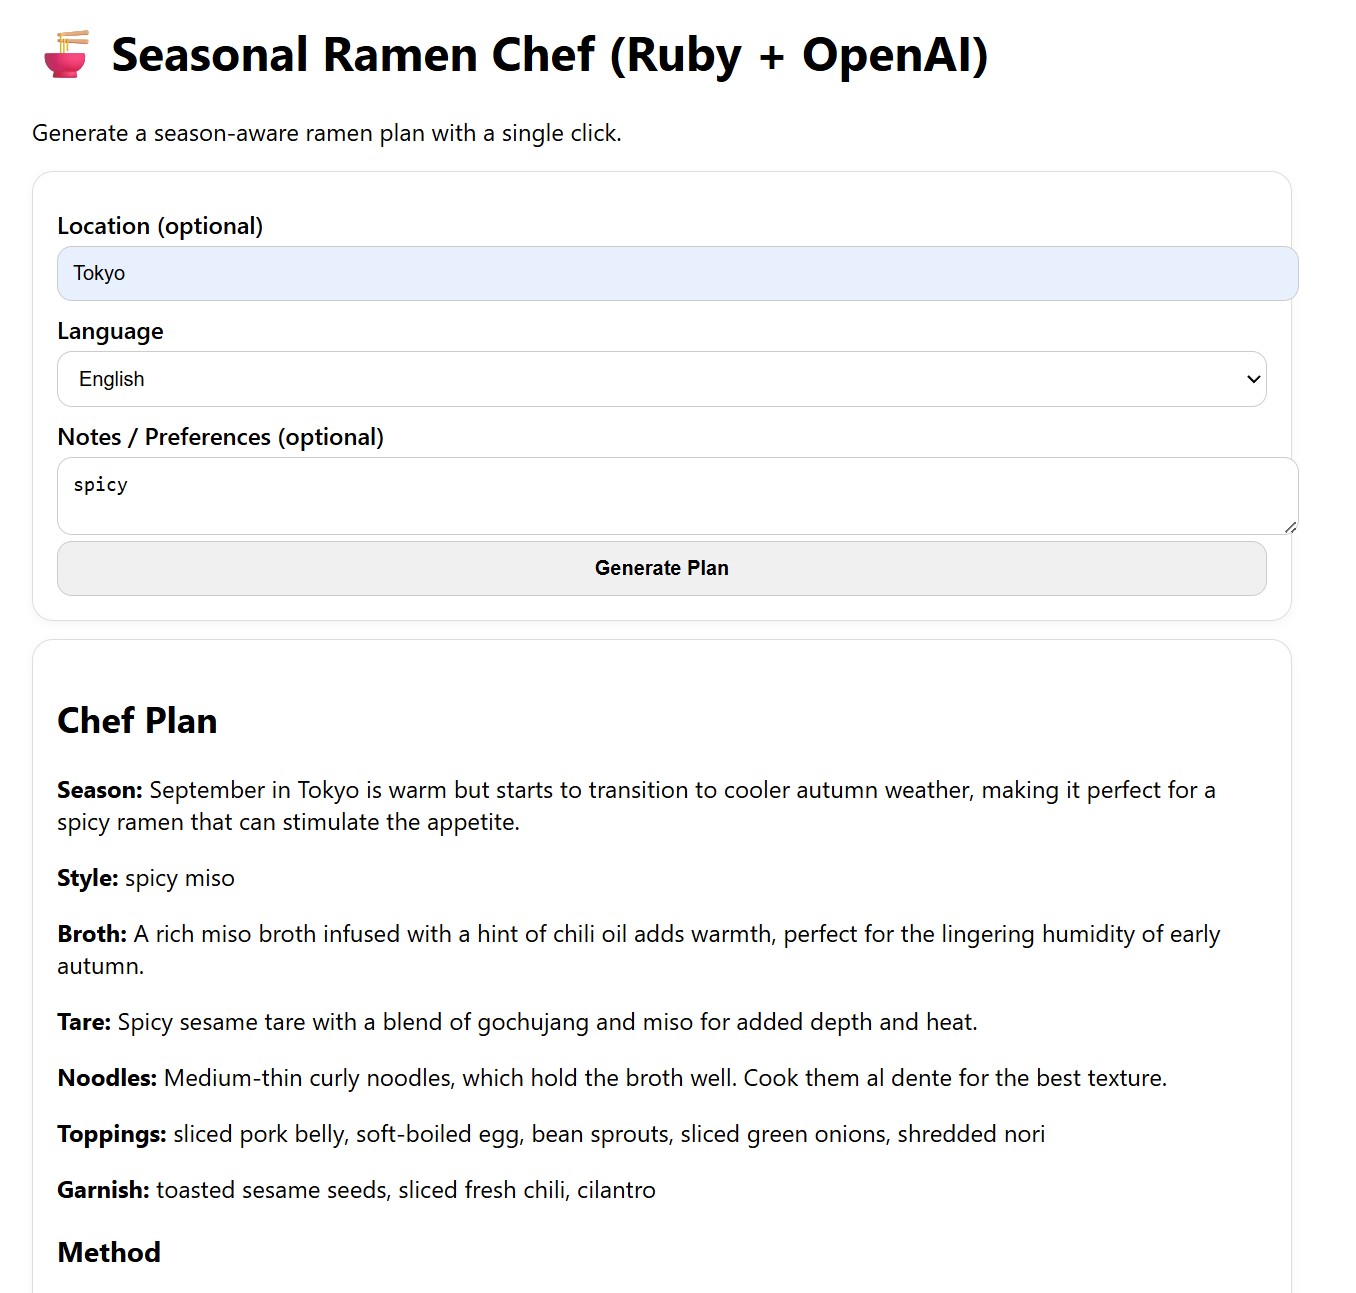 Seasonal Ramen Chef (Ruby + OpenAI)
Generate a season-aware ramen plan with a single click.
Location (optional)
Tokyo
Language
English
Notes / Preferences (optional)
spicy
Generate Plan
Chef Plan
Season: September in Tokyo is warm but starts to transition to cooler autumn weather, making it perfect for a
spicy ramen that can stimulate the appetite.
Style: spicy miso
Broth: A rich miso broth infused with a hint of chili oil adds warmth, perfect for the lingering humidity of early
autumn.
Tare: Spicy sesame tare with a blend of gochujang and miso for added depth and heat.
Noodles: Medium-thin curly noodles, which hold the broth well. Cook them al dente for the best texture.
Toppings: sliced pork belly, soft-boiled egg, bean sprouts, sliced green onions, shredded nori
Garnish: toasted sesame seeds, sliced fresh chili, cilantro
Method